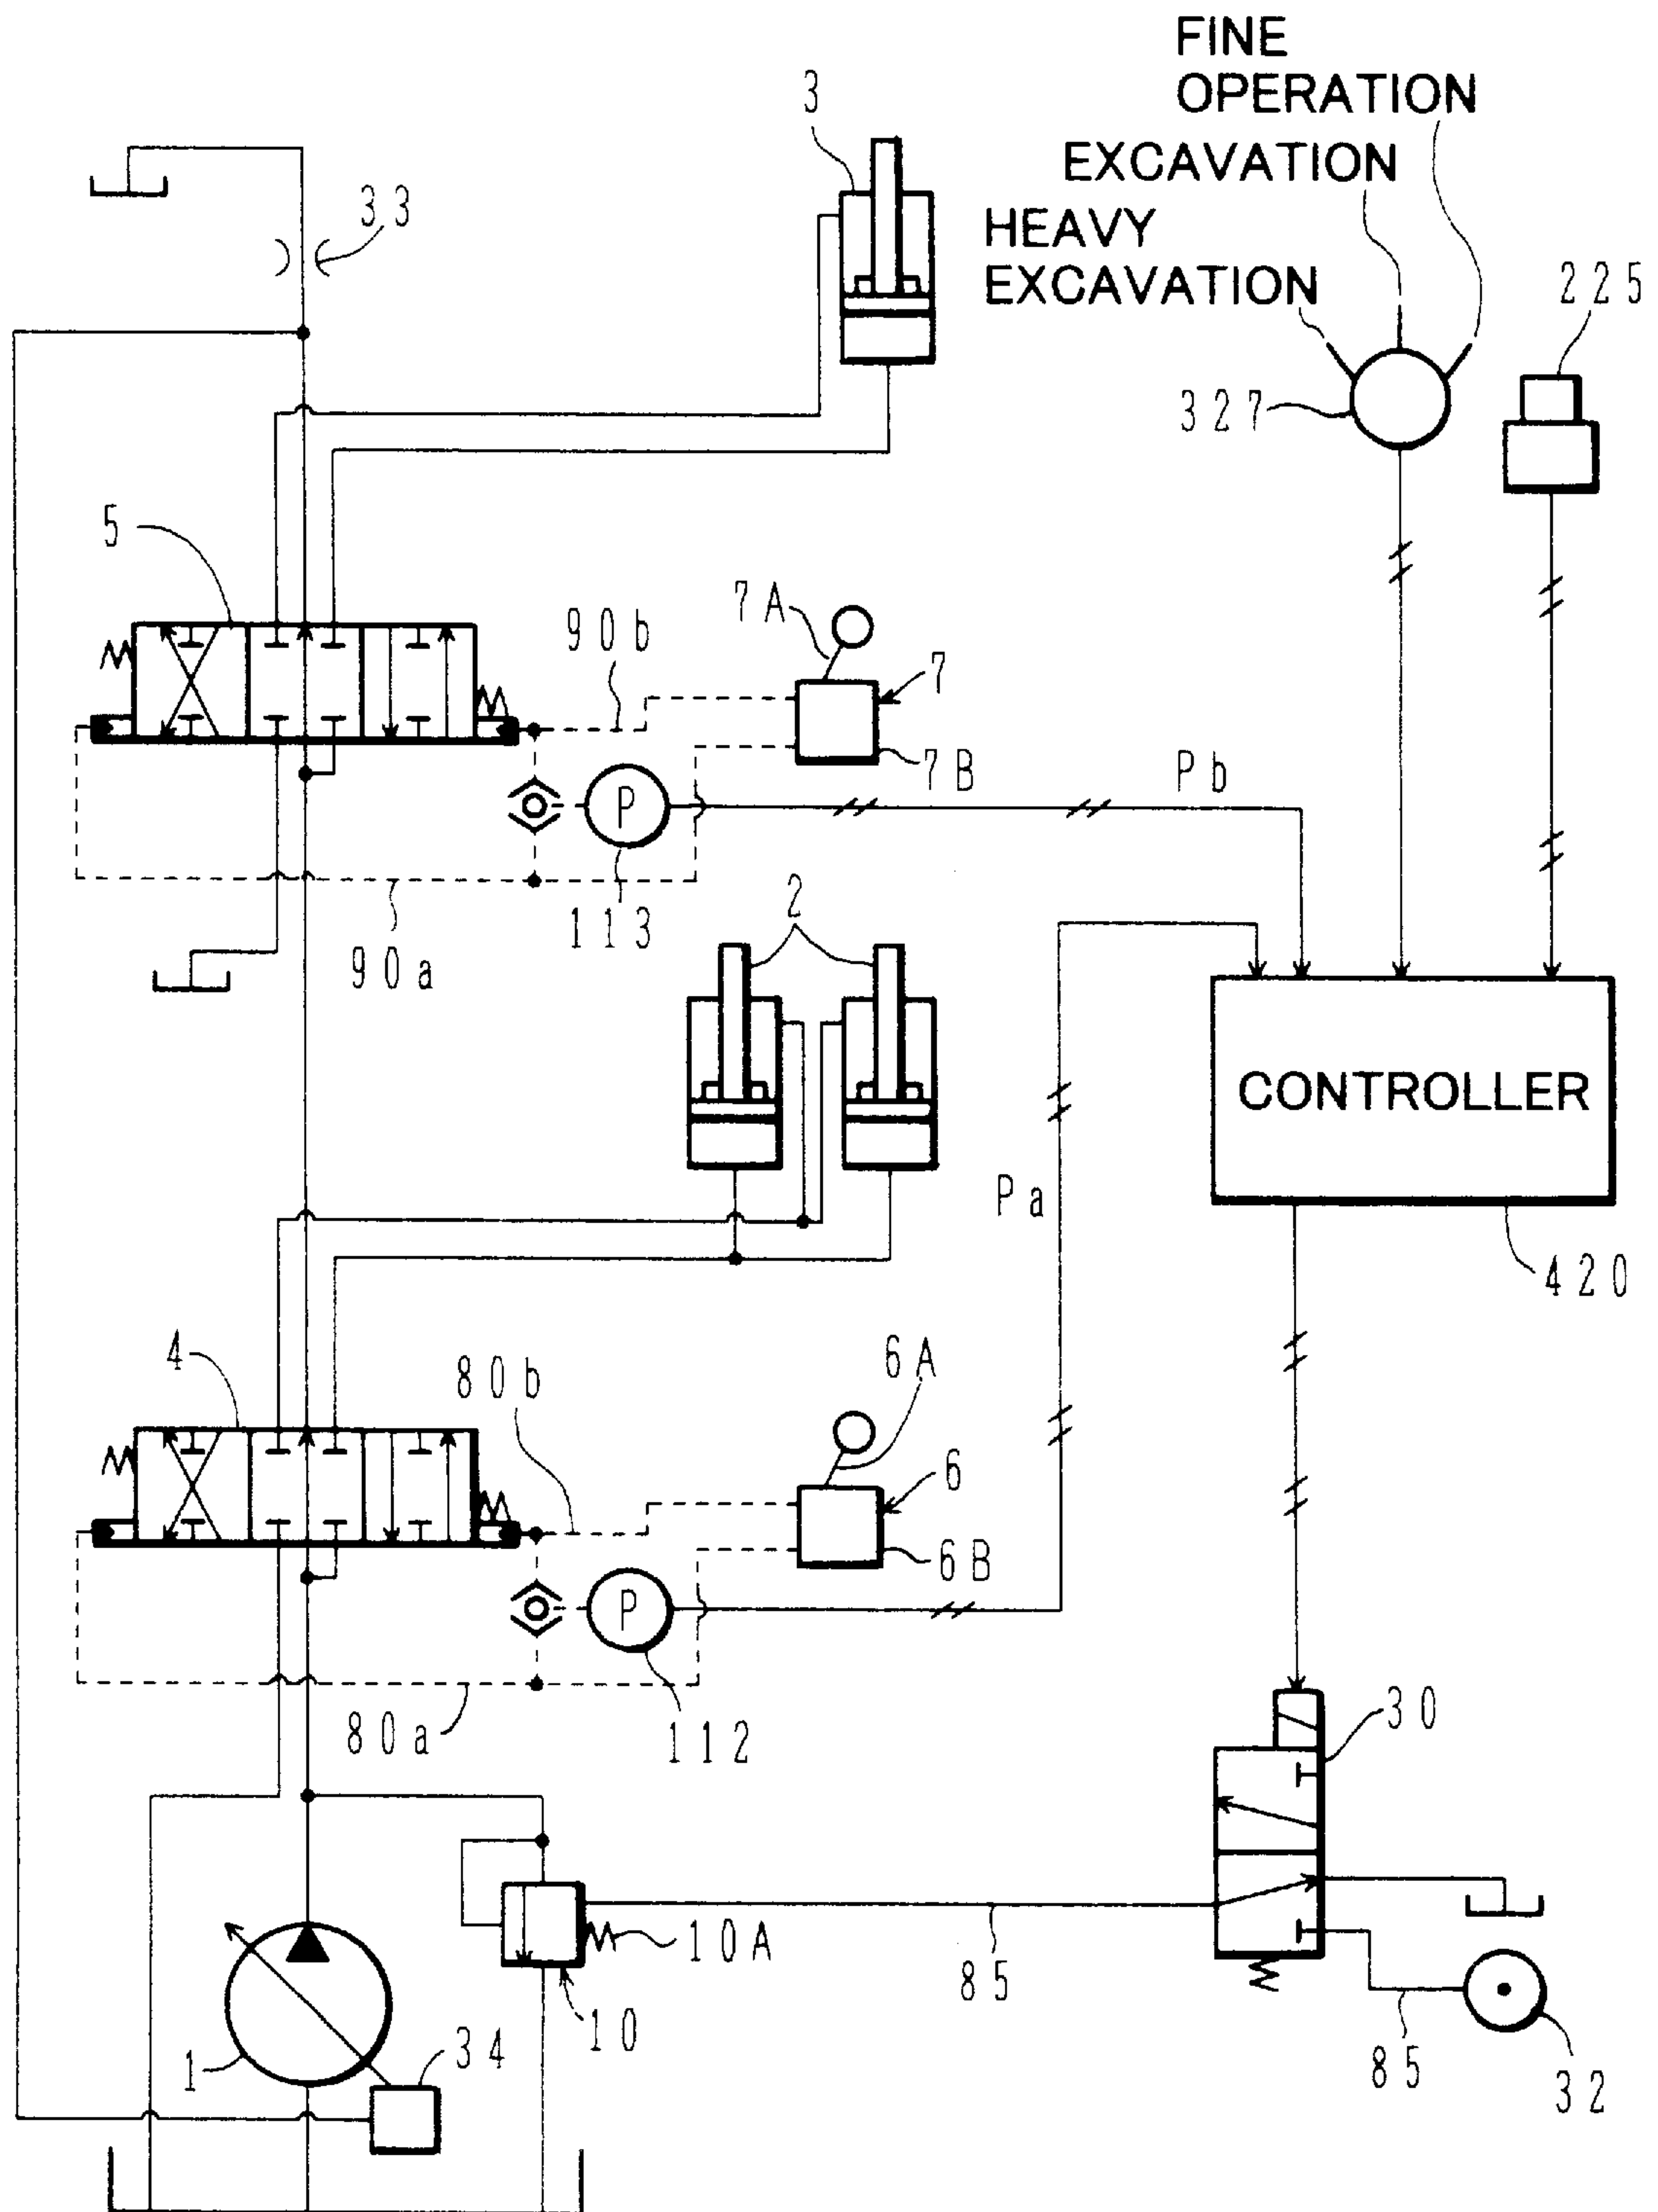 FINE
OPERATION
EXCAVATION
HEAVY
EXCAVATION
3
33
225
327
5
7A
90b
7
7B
Pb
113
90a
2
CONTROLLER
Pa
420
4
80b
6A
6
6B
80a
112
30
10A
85
10
34
1
85
32
P
P